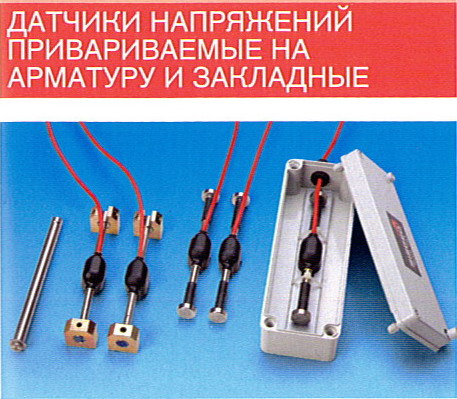 ДАТЧИКИ НАПРЯЖЕНИЙ
ПРИВАРИВАЕМЫЕ НА
АРМАТУРУ И ЗАКЛАДНЫЕ